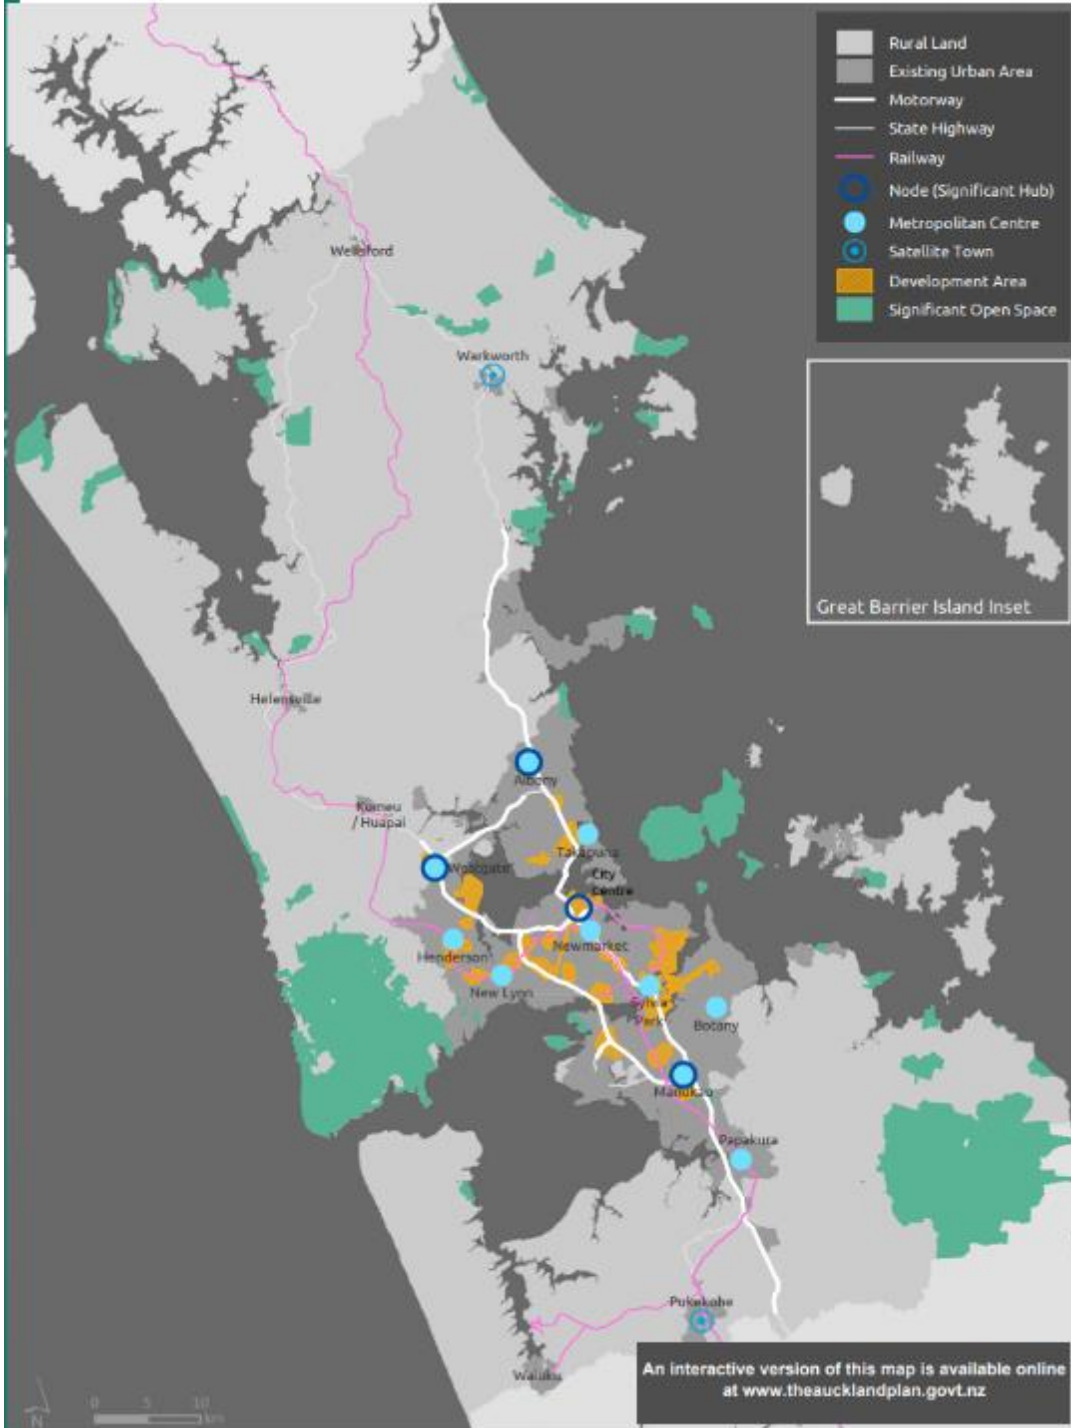 Rural Land
Existing Urban Area
Motorway
State Highway
Railway
Node (Significant Hub)
Metropolitan Centre
Satellite Town
Development Area
Significant Open Space
Great Barrier Island Inset
Wellsford
Warkworth
Helensville
Albany
Kumeu
/ Huapai
Takapuna
Westgate
City
Centre
Newmarket
Henderson
New Lynn
Sylvia
Park
Botany
Manukau
Papakura
Pukekohe
Waiuku
An interactive version of this map is available online
at www.theaucklandplan.govt.nz
N
0 5 10
km